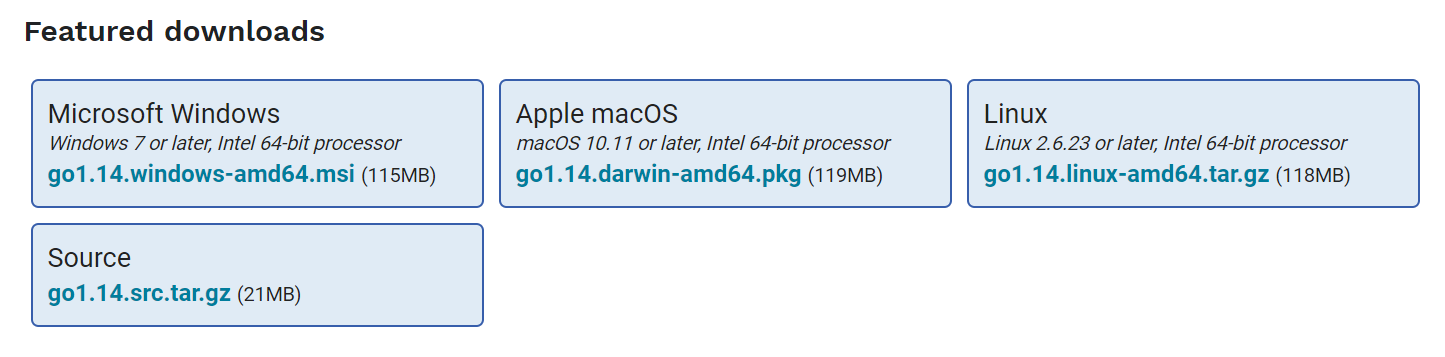 Featured downloads
Microsoft Windows
Windows 7 or later, Intel 64-bit processor
go1.14.windows-amd64.msi (115MB)
Apple macOS
macOS 10.11 or later, Intel 64-bit processor
go1.14.darwin-amd64.pkg (119MB)
Linux
Linux 2.6.23 or later, Intel 64-bit processor
go1.14.linux-amd64.tar.gz (118MB)
Source
go1.14.src.tar.gz (21MB)